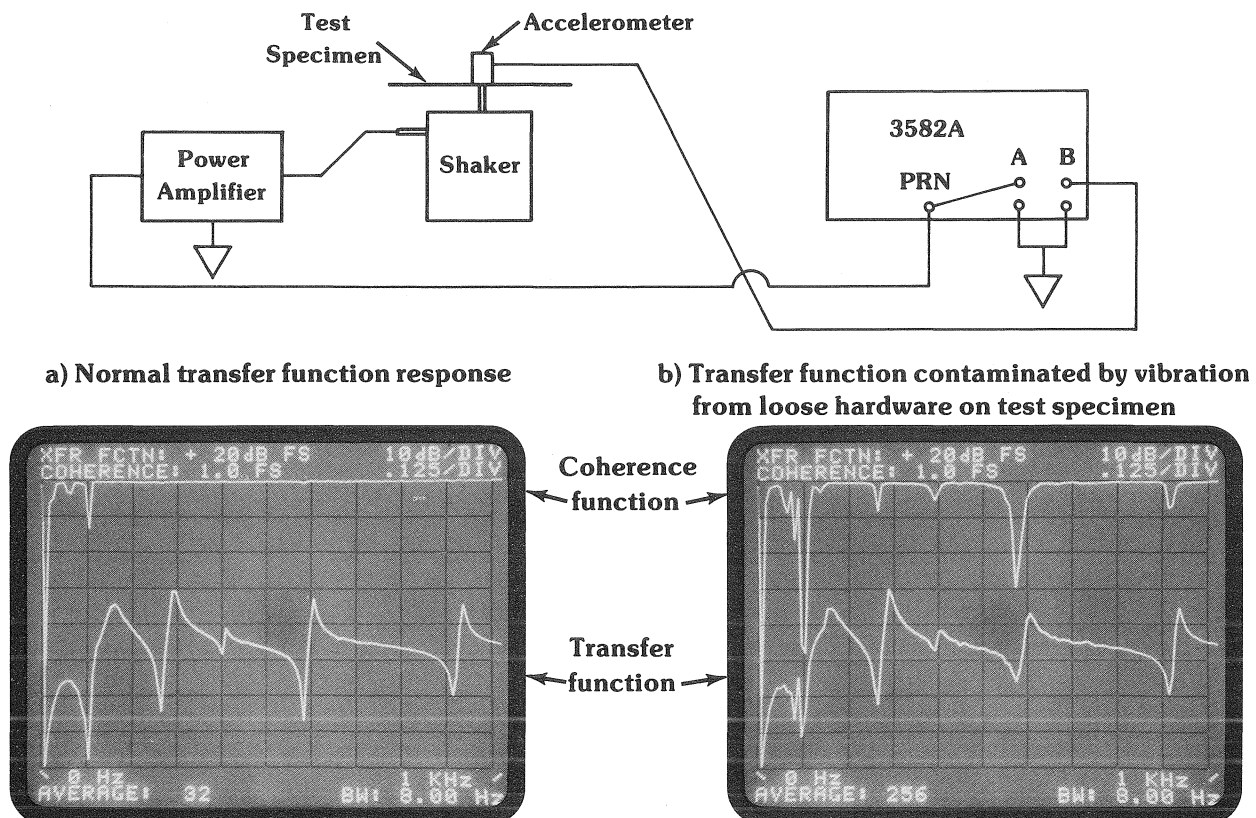 Test
Specimen
Accelerometer
Power
Amplifier
Shaker
3582A
A B
PRN
a) Normal transfer function response
b) Transfer function contaminated by vibration
from loose hardware on test specimen
XFR FCTN: + 20dB FS 10dB/DIV
COHERENCE: 1.0 FS .125/DIV
0 Hz 1 KHz
AVERAGE: 32 BW: 8.00 Hz
Coherence
function
Transfer
function
XFR FCTN: + 20dB FS 10dB/DIV
COHERENCE: 1.0 FS .125/DIV
0 Hz 1 KHz
AVERAGE: 256 BW: 8.00 Hz